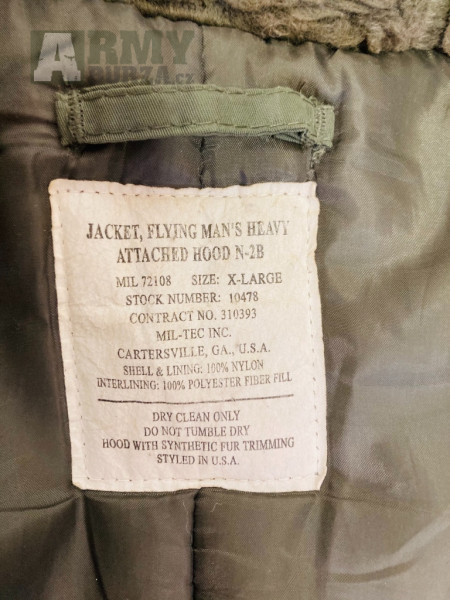 ARMY
BURZA.cz
JACKET, FLYING MAN'S HEAVY
ATTACHED HOOD N-2B
MIL 72108 SIZE: X-LARGE
STOCK NUMBER: 10478
CONTRACT NO. 310393
MIL-TEC INC.
CARTERSVILLE, GA., U.S.A.
SHELL & LINING: 100% NYLON
INTERLINING: 100% POLYESTER FIBER FILL
DRY CLEAN ONLY
DO NOT TUMBLE DRY
HOOD WITH SYNTHETIC FUR TRIMMING
STYLED IN U.S.A.